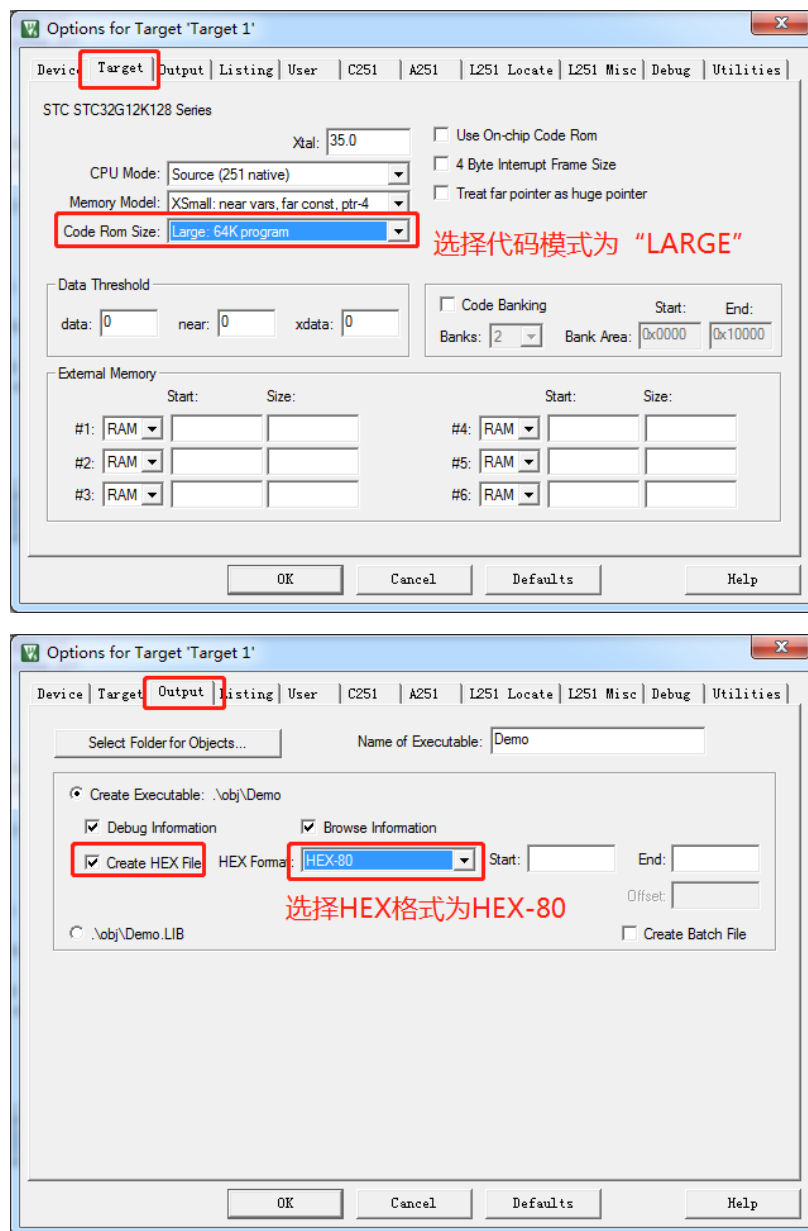 Options for Target 'Target 1'
Device Target Output Listing User C251 A251 L251 Locate L251 Misc Debug Utilities
STC STC32G12K128 Series
Xtal: 35.0
Use On-chip Code Rom
CPU Mode: Source (251 native)
4 Byte Interrupt Frame Size
Memory Model: XSmall: near vars, far const, ptr-4
Treat far pointer as huge pointer
Code Rom Size: Large: 64K program
选择代码模式为“LARGE”
Data Threshold
data: 0 near: 0 xdata: 0
Code Banking Start: End:
Banks: 2 Bank Area: 0x0000 0x10000
External Memory
Start: Size: Start: Size:
#1: RAM #4: RAM
#2: RAM #5: RAM
#3: RAM #6: RAM
OK Cancel Defaults Help
Options for Target 'Target 1'
Device Target Output Listing User C251 A251 L251 Locate L251 Misc Debug Utilities
Select Folder for Objects... Name of Executable: Demo
Create Executable: .\obj\Demo
Debug Information Browse Information
Create HEX File HEX Format: HEX-80 Start: End:
选择HEX格式为HEX-80
Offset:
.\obj\Demo.LIB Create Batch File
OK Cancel Defaults Help